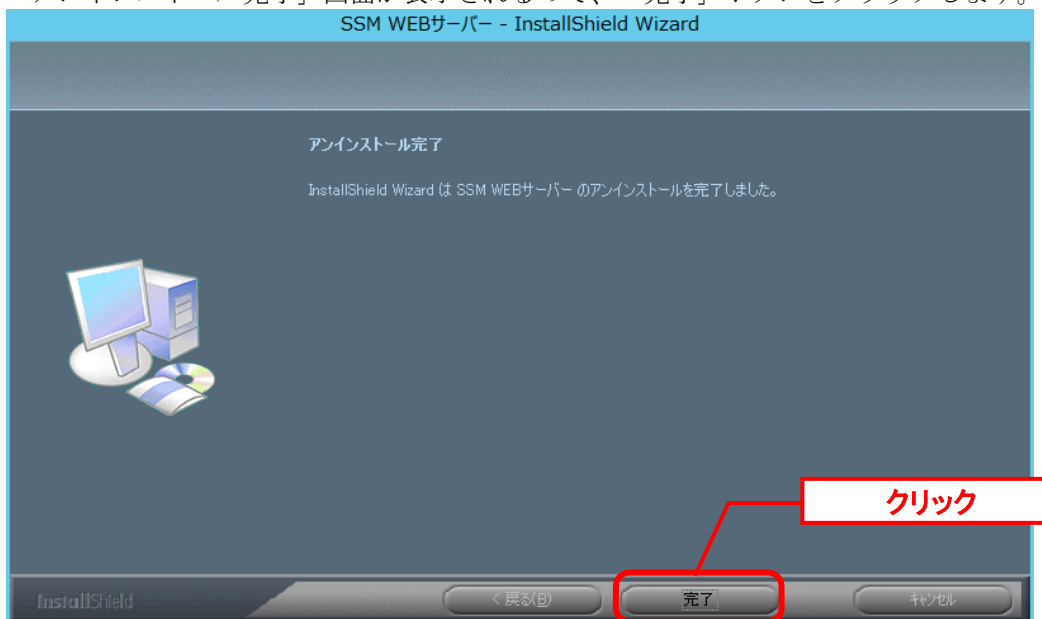 SSM WEBサーバー - InstallShield Wizard
アンインストール完了
InstallShield Wizard は SSM WEBサーバー のアンインストールを完了しました。
クリック
InstallShield
< 戻る(B)
完了
キャンセル